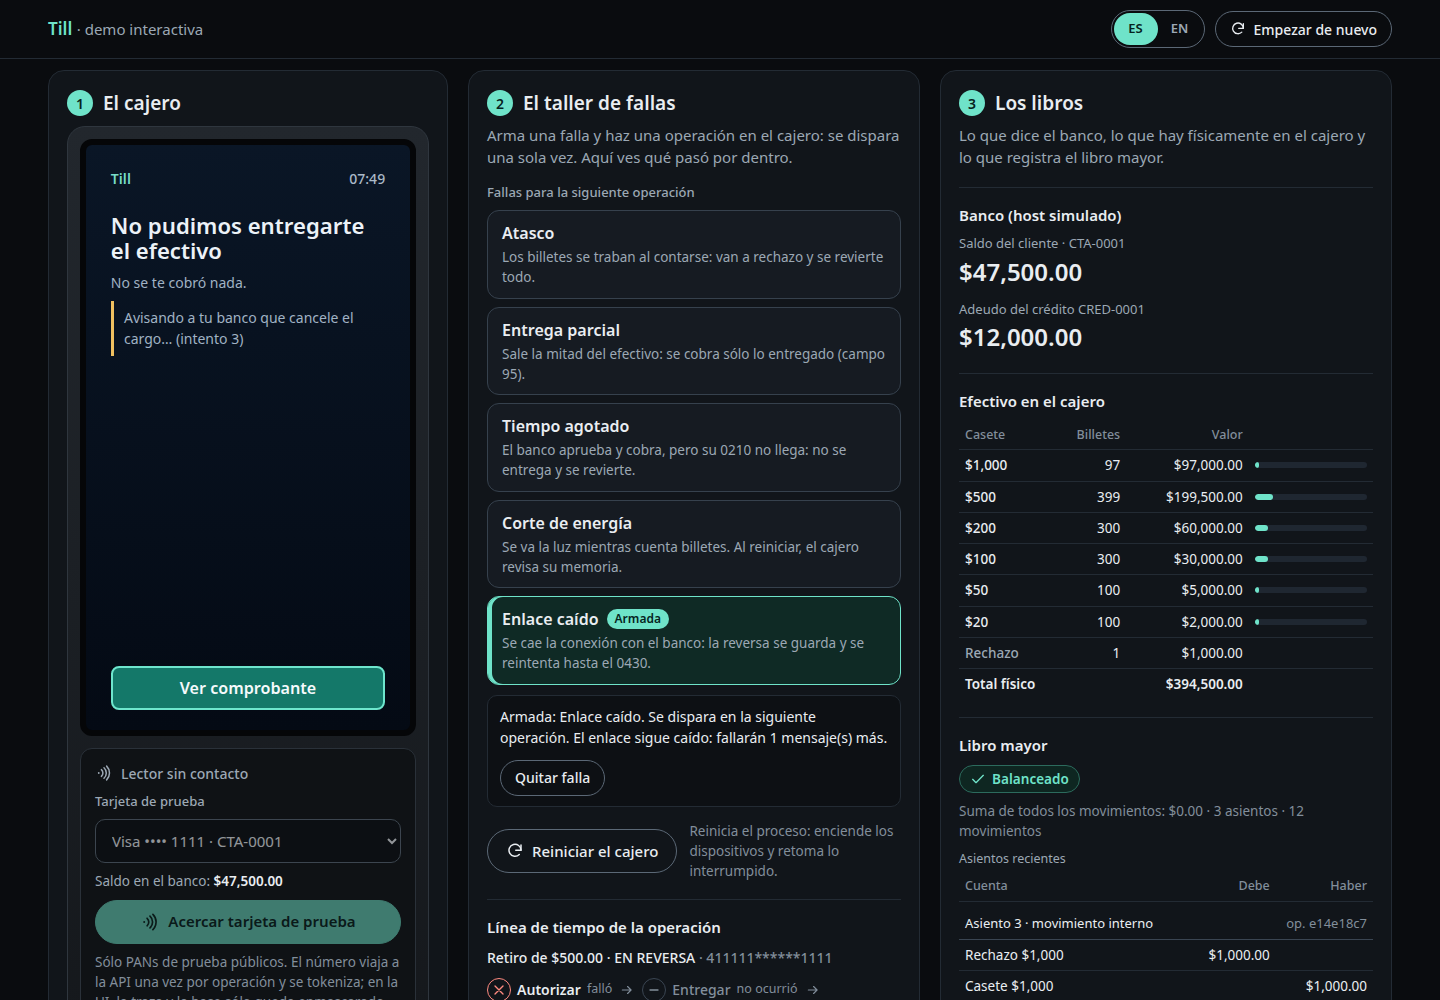 Till · demo interactiva
ES EN
Empezar de nuevo
1 El cajero
Till 07:49
No pudimos entregarte
el efectivo
No se te cobró nada.
Avisando a tu banco que cancele el
cargo... (intento 3)
Ver comprobante
Lector sin contacto
Tarjeta de prueba
Visa •••• 1111 · CTA-0001
Saldo en el banco: $47,500.00
Acercar tarjeta de prueba
Sólo PANs de prueba públicos. El número viaja a
la API una vez por operación y se tokeniza; en la
2 El taller de fallas
Arma una falla y haz una operación en el cajero: se dispara
una sola vez. Aquí ves qué pasó por dentro.
Fallas para la siguiente operación
Atasco
Los billetes se traban al contarse: van a rechazo y se revierte
todo.
Entrega parcial
Sale la mitad del efectivo: se cobra sólo lo entregado (campo
95).
Tiempo agotado
El banco aprueba y cobra, pero su 0210 no llega: no se
entrega y se revierte.
Corte de energía
Se va la luz mientras cuenta billetes. Al reiniciar, el cajero
revisa su memoria.
Enlace caído Armada
Se cae la conexión con el banco: la reversa se guarda y se
reintenta hasta el 0430.
Armada: Enlace caído. Se dispara en la siguiente
operación. El enlace sigue caído: fallarán 1 mensaje(s) más.
Quitar falla
Reiniciar el cajero
Reinicia el proceso: enciende los
dispositivos y retoma lo
interrumpido.
Línea de tiempo de la operación
Retiro de $500.00 · EN REVERSA · 411111******1111
Autorizar falló → Entregar no ocurrió →
3 Los libros
Lo que dice el banco, lo que hay físicamente en el cajero y
lo que registra el libro mayor.
Banco (host simulado)
Saldo del cliente · CTA-0001
$47,500.00
Adeudo del crédito CRED-0001
$12,000.00
Efectivo en el cajero
Casete Billetes Valor
$1,000 97 $97,000.00
$500 399 $199,500.00
$200 300 $60,000.00
$100 300 $30,000.00
$50 100 $5,000.00
$20 100 $2,000.00
Rechazo 1 $1,000.00
Total físico $394,500.00
Libro mayor
Balanceado
Suma de todos los movimientos: $0.00 · 3 asientos · 12
movimientos
Asientos recientes
Cuenta Debe Haber
Asiento 3 · movimiento interno op. e14e18c7
Rechazo $1,000 $1,000.00
Casete $1,000 $1,000.00